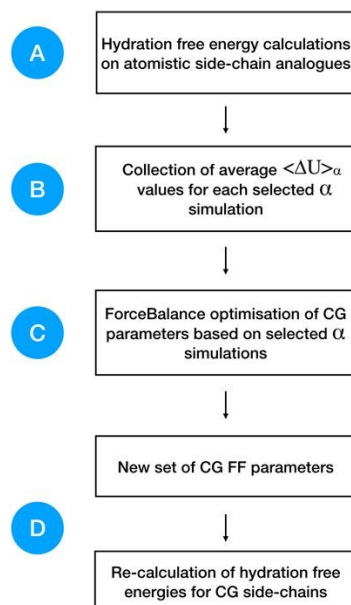 A
Hydration free energy calculations
on atomistic side-chain analogues
B
Collection of average <ΔU>α
values for each selected α
simulation
C
ForceBalance optimisation of CG
parameters based on selected α
simulations
New set of CG FF parameters
D
Re-calculation of hydration free
energies for CG side-chains